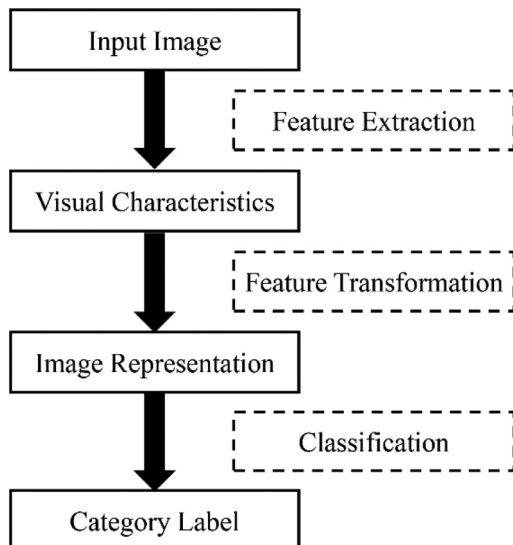 Input Image
Feature Extraction
Visual Characteristics
Feature Transformation
Image Representation
Classification
Category Label